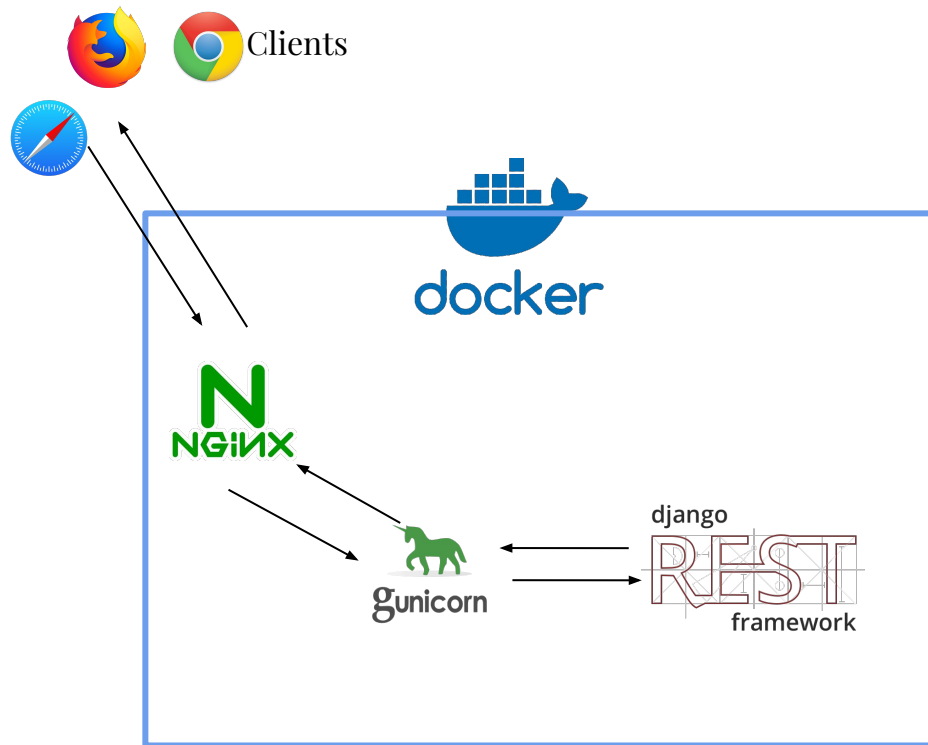 Clients
docker
N
NGiNX
gunicorn
django
REST
framework